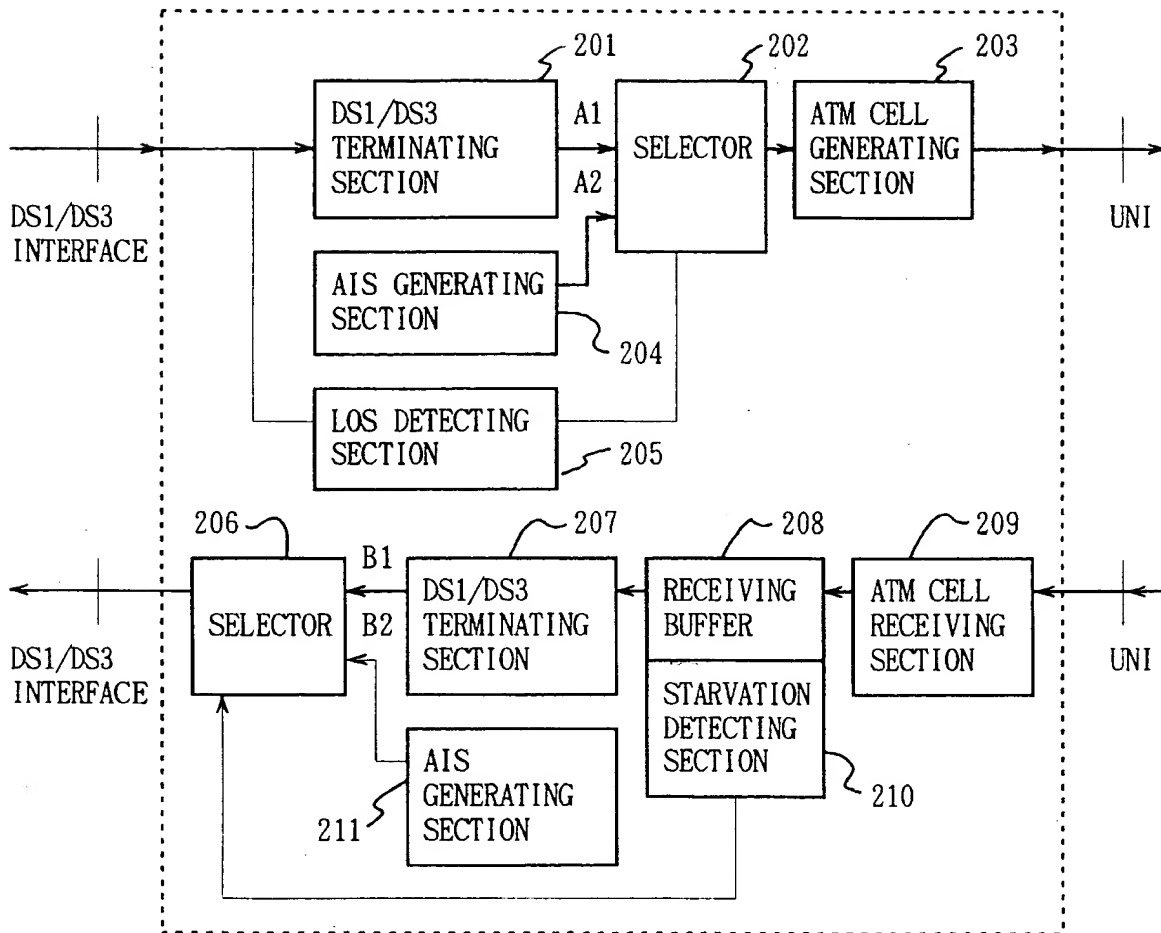 201
202
203
DS1/DS3
TERMINATING
SECTION
A1
A2
SELECTOR
ATM CELL
GENERATING
SECTION
DS1/DS3
INTERFACE
UNI
AIS GENERATING
SECTION
204
LOS DETECTING
SECTION
205
206
207
208
209
SELECTOR
B1
B2
DS1/DS3
TERMINATING
SECTION
RECEIVING
BUFFER
ATM CELL
RECEIVING
SECTION
DS1/DS3
INTERFACE
UNI
STARVATION
DETECTING
SECTION
210
AIS
GENERATING
SECTION
211